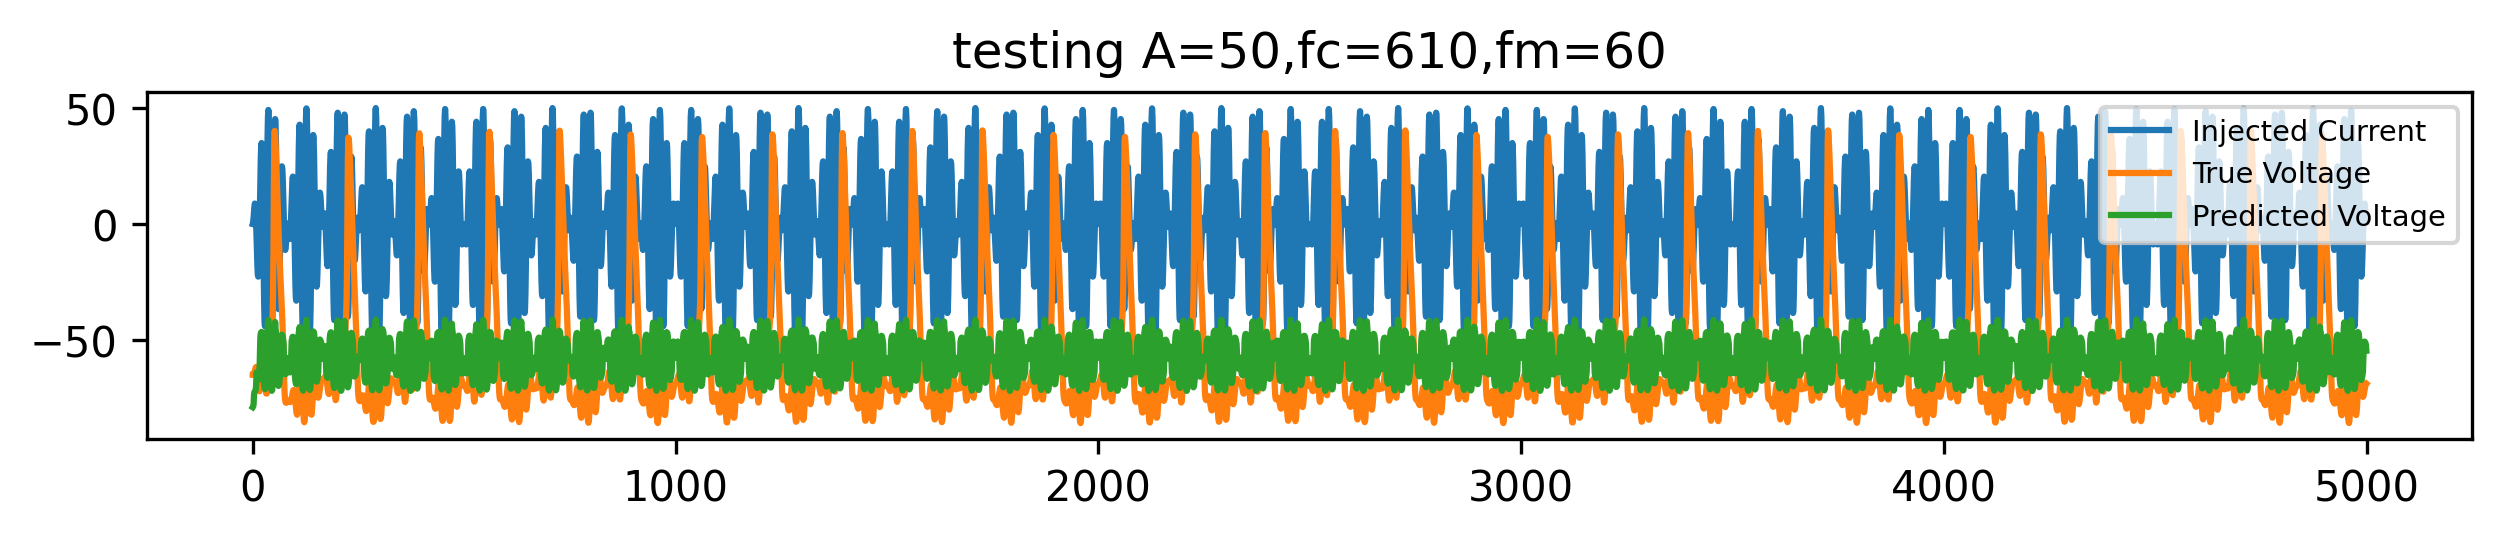 testing A=50,fc=610,fm=60
50
0
−50
Injected Current
True Voltage
Predicted Voltage
0 1000 2000 3000 4000 5000